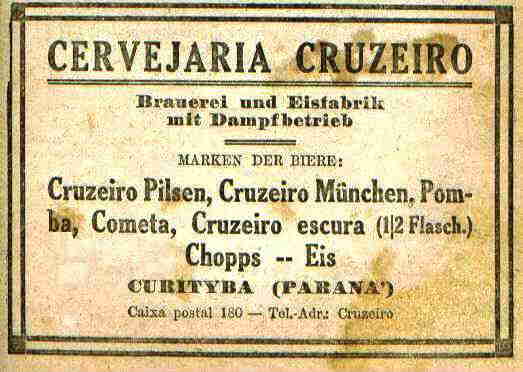 CERVEJARIA CRUZEIRO
Brauerei und Eisfabrik
mit Dampfbetrieb
MARKEN DER BIERE:
Cruzeiro Pilsen, Cruzeiro München, Pom-
ba, Cometa, Cruzeiro escura (1|2 Flasch.)
Chopps -- Eis
CURITYBA (PARANA')
Caixa postal 180 — Tel.-Adr.: Cruzeiro